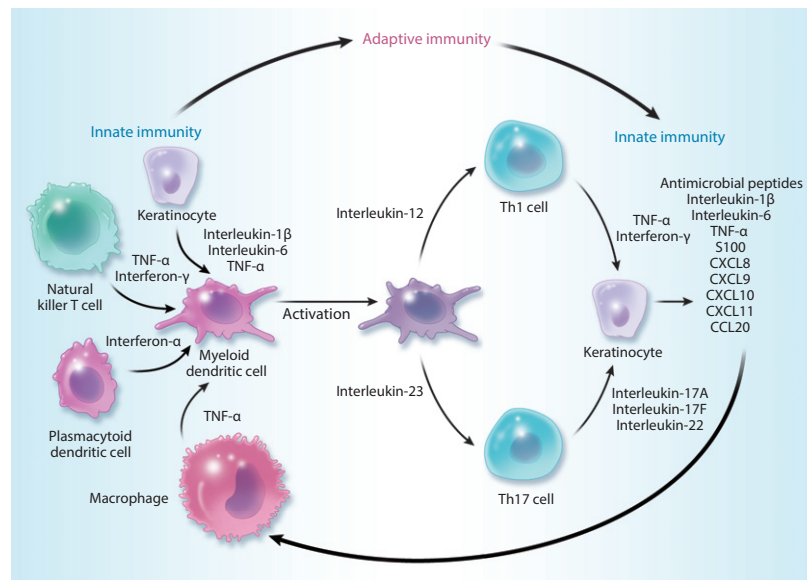 Adaptive immunity
Innate immunity
Innate immunity
Keratinocyte
Interleukin-1β
Interleukin-6
TNF-α
TNF-α
Interferon-γ
Natural
killer T cell
Interferon-α
Myeloid
dendritic cell
Plasmacytoid
dendritic cell
TNF-α
Macrophage
Activation
Interleukin-12
Th1 cell
Interleukin-23
Th17 cell
TNF-α
Interferon-γ
Keratinocyte
Interleukin-17A
Interleukin-17F
Interleukin-22
Antimicrobial peptides
Interleukin-1β
Interleukin-6
TNF-α
S100
CXCL8
CXCL9
CXCL10
CXCL11
CCL20